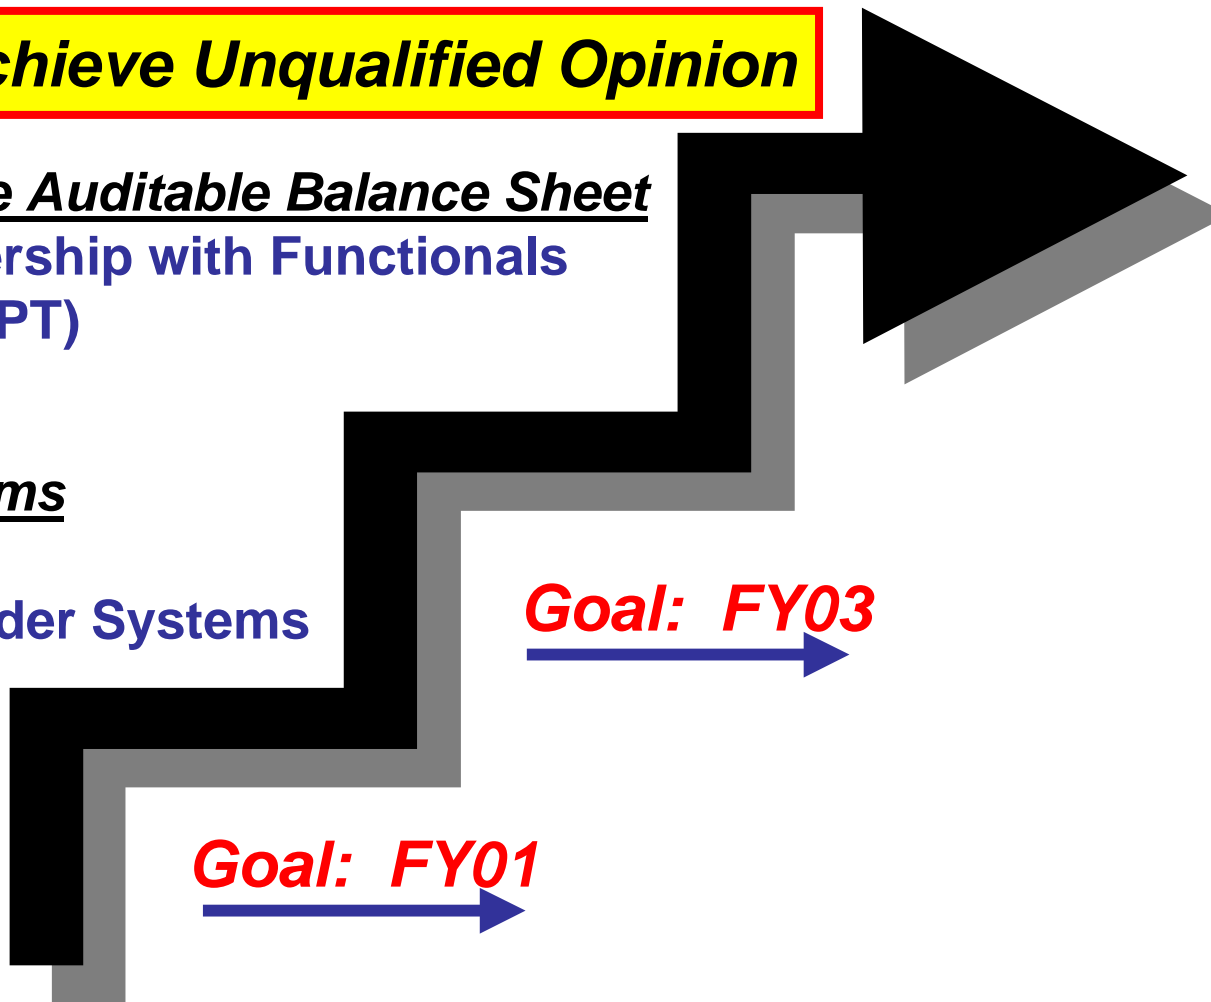 chieve Unqualified Opinion
e Auditable Balance Sheet
ership with Functionals
PT)
ms
der Systems
Goal: FY03
Goal: FY01